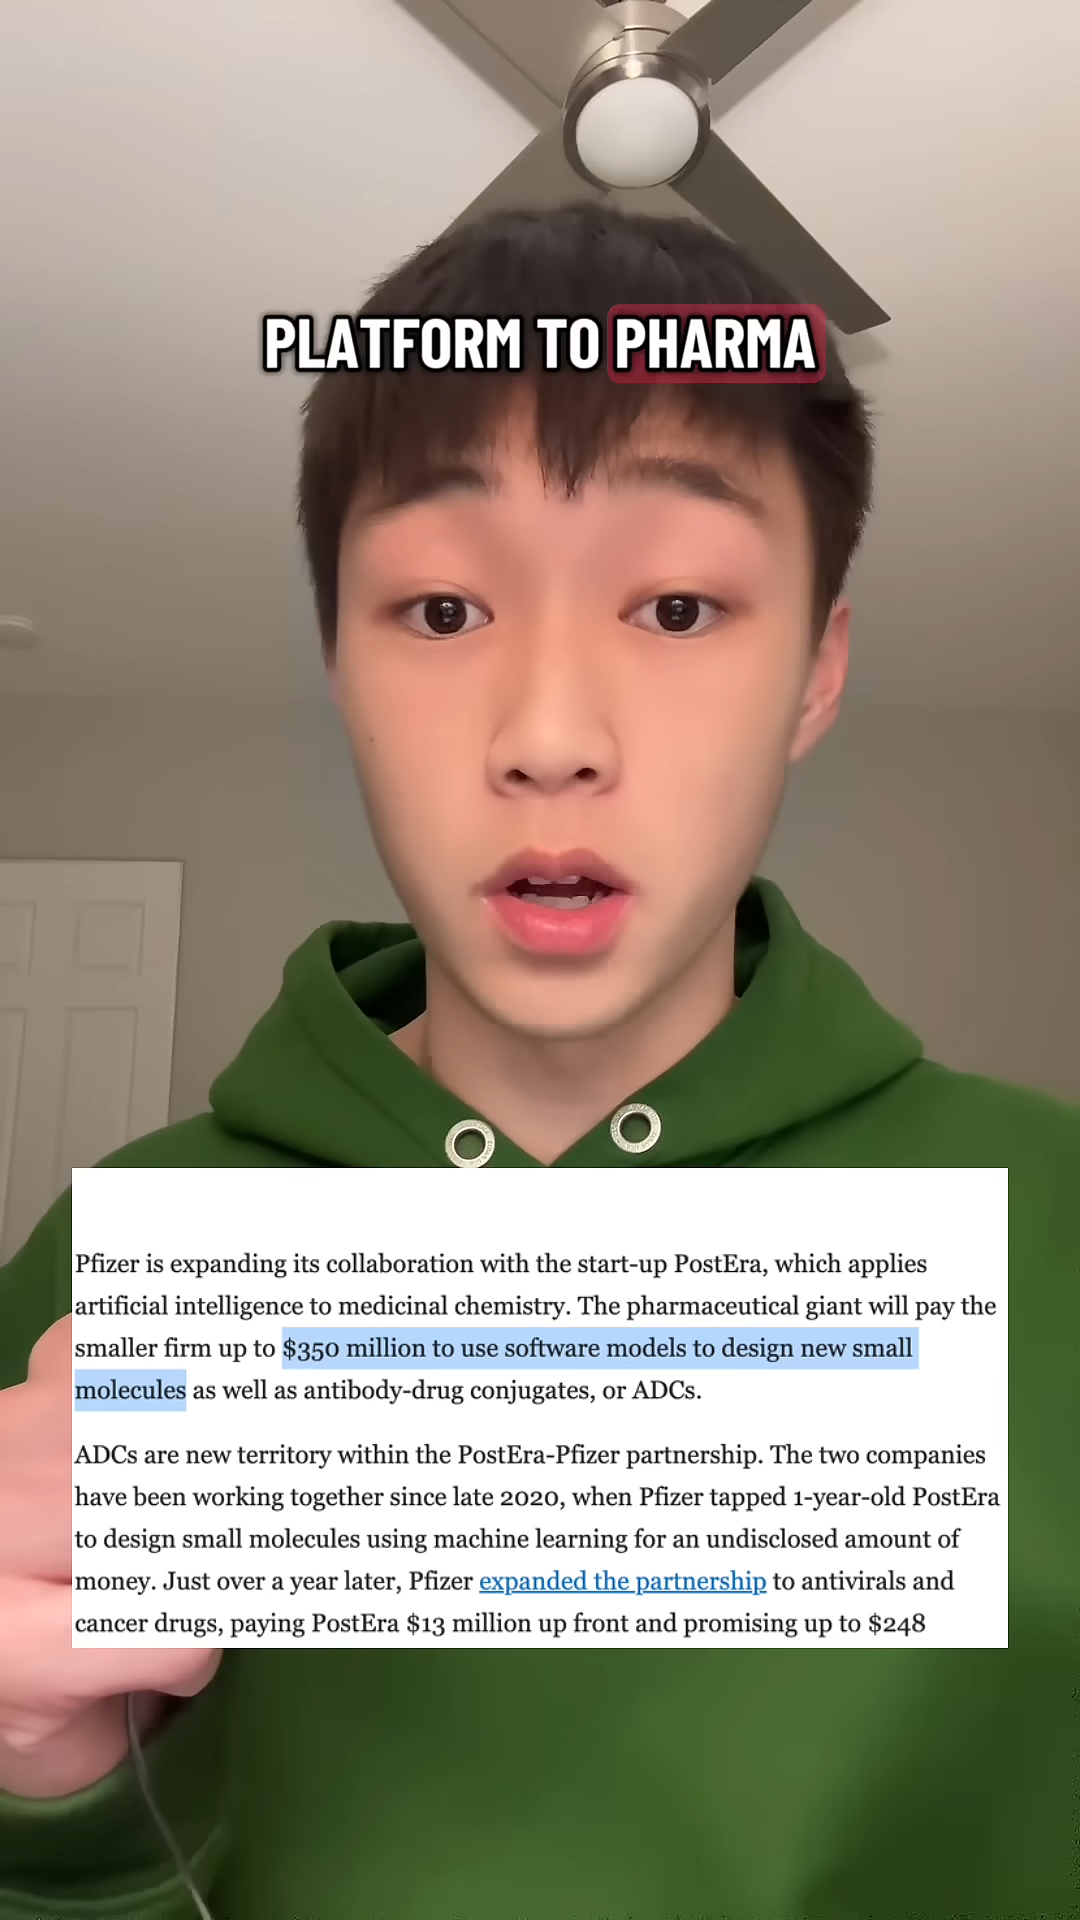 PLATFORM TO PHARMA
Pfizer is expanding its collaboration with the start-up PostEra, which applies
artificial intelligence to medicinal chemistry. The pharmaceutical giant will pay the
smaller firm up to $350 million to use software models to design new small
molecules as well as antibody-drug conjugates, or ADCs.
ADCs are new territory within the PostEra-Pfizer partnership. The two companies
have been working together since late 2020, when Pfizer tapped 1-year-old PostEra
to design small molecules using machine learning for an undisclosed amount of
money. Just over a year later, Pfizer expanded the partnership to antivirals and
cancer drugs, paying PostEra $13 million up front and promising up to $248